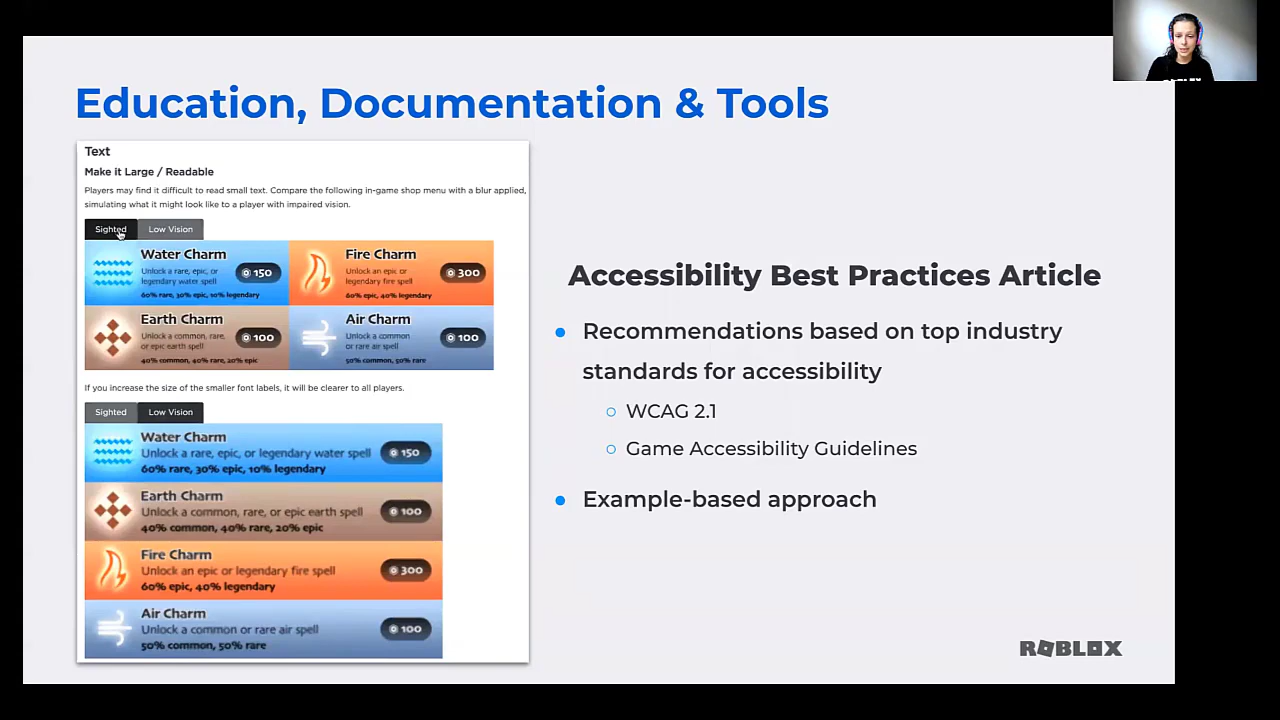 Education, Documentation & Tools
Text
Make it Large / Readable
Players may find it difficult to read small text. Compare the following in-game shop menu with a blur applied,
simulating what it might look like to a player with impaired vision.
Sighted Low Vision
Water Charm
Unlock a rare, epic, or
legendary water spell
60% rare, 30% epic, 10% legendary
150
Fire Charm
Unlock an epic or
legendary fire spell
60% epic, 40% legendary
300
Earth Charm
Unlock a common, rare,
or epic earth spell
40% common, 40% rare, 20% epic
100
Air Charm
Unlock a common
or rare air spell
50% common, 50% rare
100
If you increase the size of the smaller font labels, it will be clearer to all players.
Sighted Low Vision
Water Charm
Unlock a rare, epic, or legendary water spell
60% rare, 30% epic, 10% legendary
150
Earth Charm
Unlock a common, rare, or epic earth spell
40% common, 40% rare, 20% epic
100
Fire Charm
Unlock an epic or legendary fire spell
60% epic, 40% legendary
300
Air Charm
Unlock a common or rare air spell
50% common, 50% rare
100
Accessibility Best Practices Article
Recommendations based on top industry
standards for accessibility
WCAG 2.1
Game Accessibility Guidelines
Example-based approach
ROBLOX